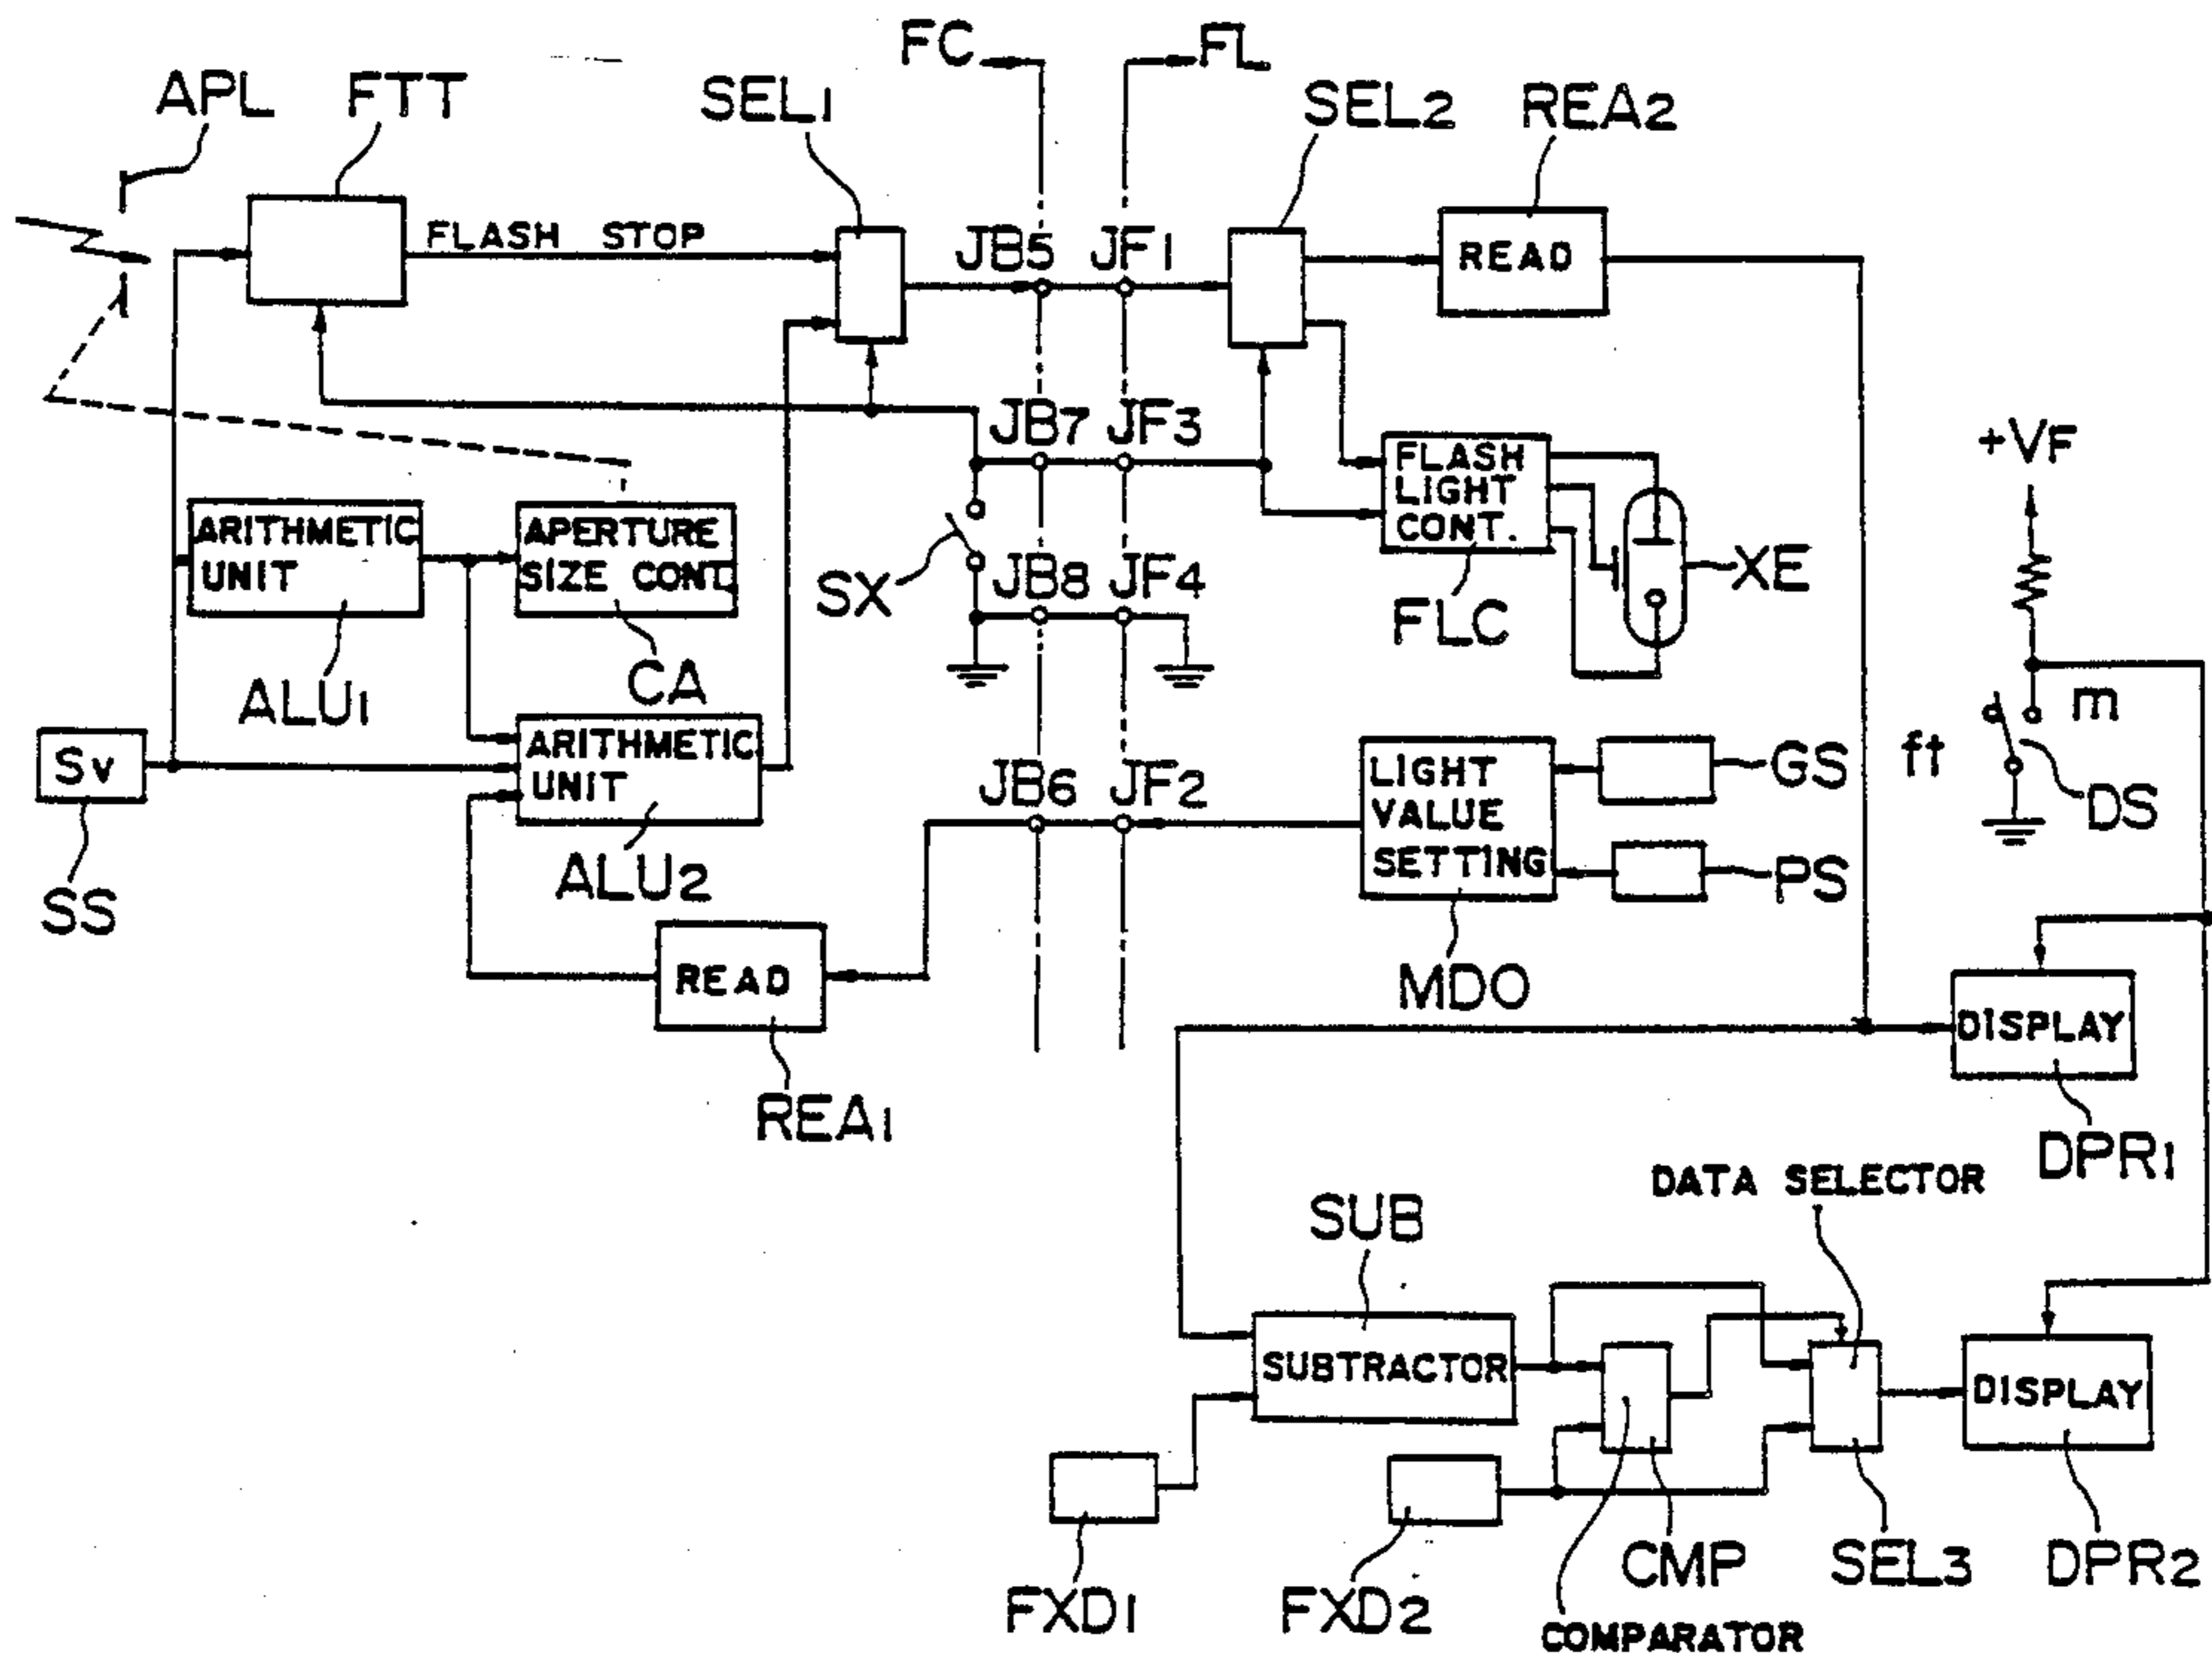 FC
FL
APL
FTT
SEL1
SEL2
REA2
FLASH STOP
JB5
JF1
READ
JB7
JF3
+VF
ARITHMETIC
UNIT
APERTURE
SIZE CONT.
FLASH
LIGHT
CONT.
SX
JB8
JF4
XE
FLC
ALU1
CA
m
ft
DS
Sv
ARITHMETIC
UNIT
JB6
JF2
LIGHT
VALUE
SETTING
GS
PS
SS
ALU2
READ
MDO
DISPLAY
REA1
DPR1
DATA SELECTOR
SUB
SUBTRACTOR
DISPLAY
CMP
SEL3
DPR2
FXD1
FXD2
COMPARATOR